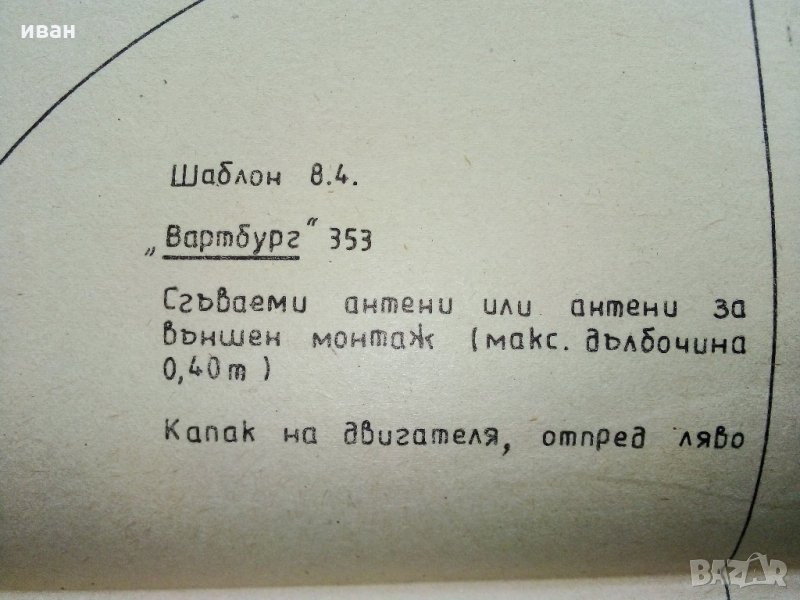 иван
Шаблон 8.4.
„Вартбург“ 353
Сгъваеми антени или антени за
външен монтаж (макс. дълбочина
0,40m)
Капак на двигателя, отпред ляво
BAZAR